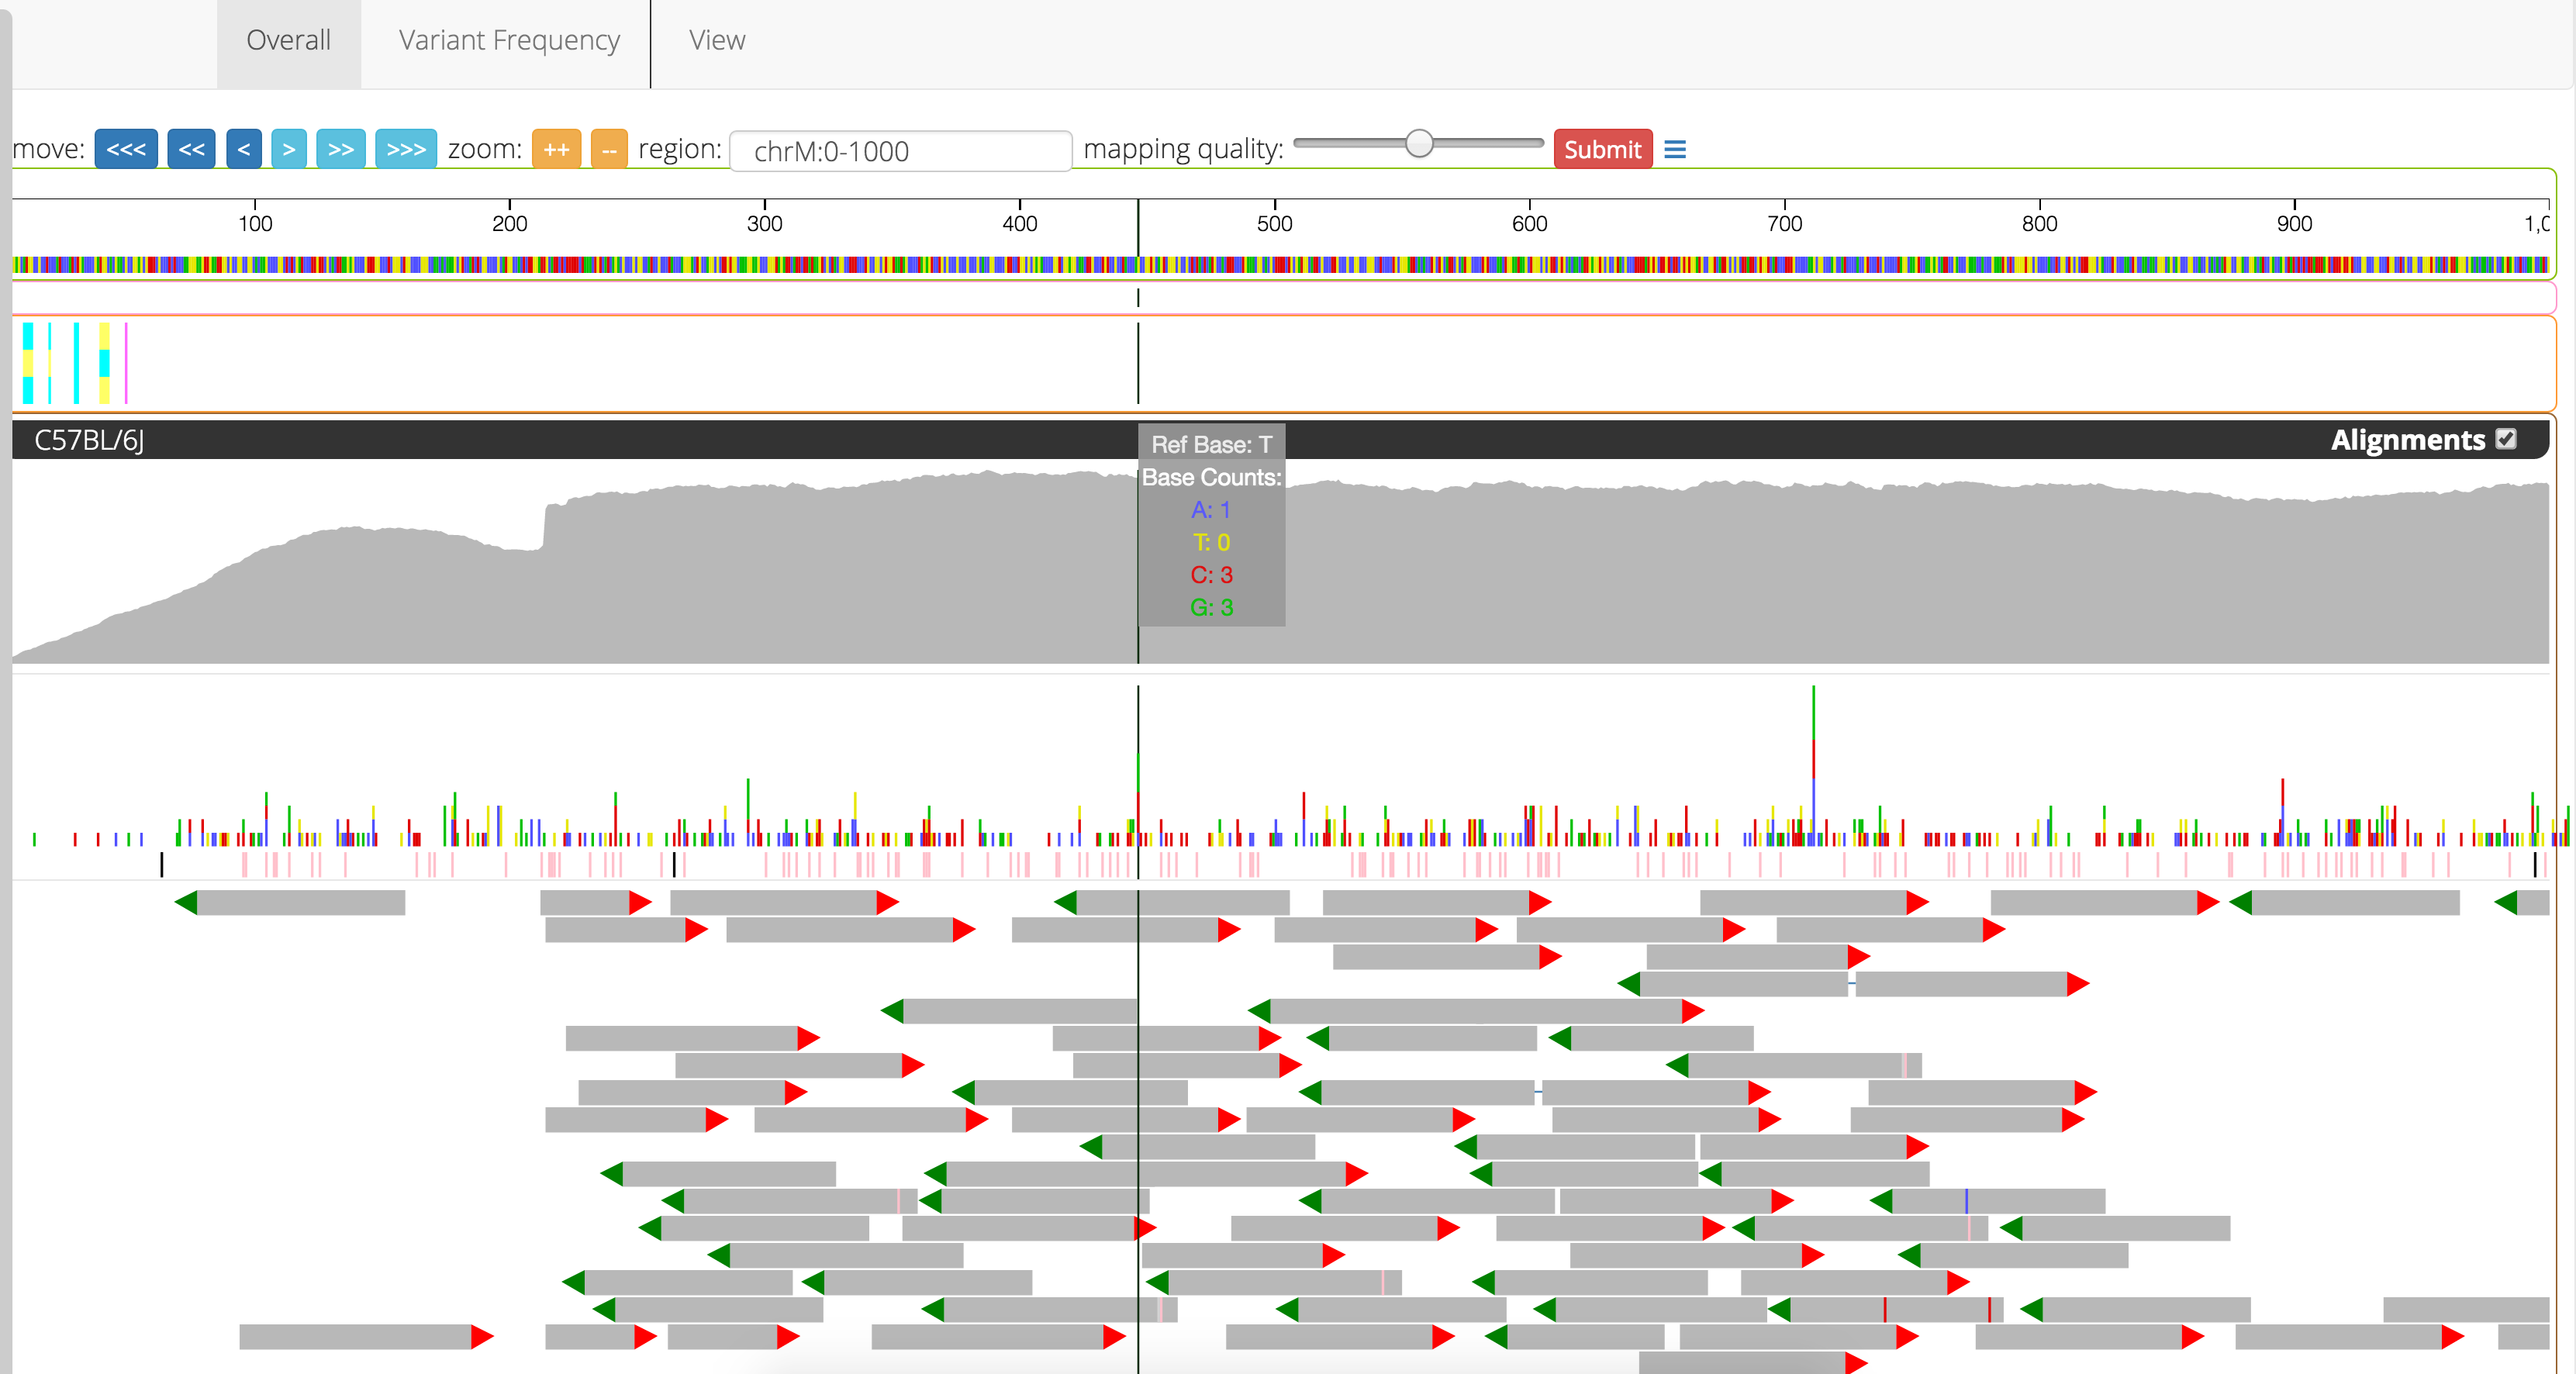 Overall Variant Frequency View
move: <<< << < > >> >>> zoom: ++ -- region: chrM:0-1000 mapping quality: Submit
100 200 300 400 500 600 700 800 900 1,0
C57BL/6J Alignments
Ref Base: T
Base Counts:
A: 1
T: 0
C: 3
G: 3